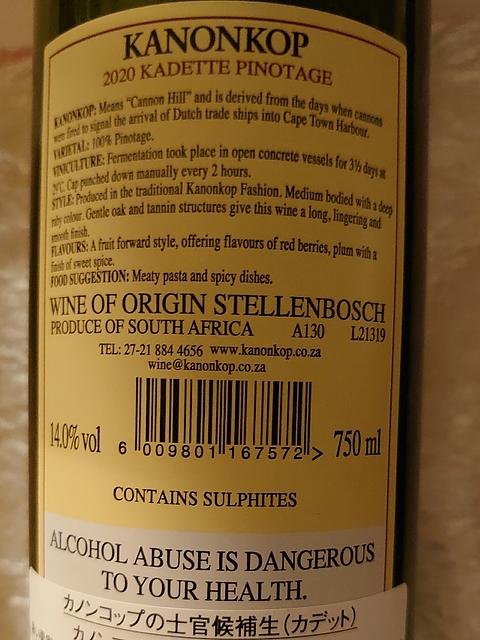 KANONKOP
2020 KADETTE PINOTAGE
KANONKOP: Means "Cannon Hill" and is derived from the days when cannons
were fired to signal the arrival of Dutch trade ships into Cape Town Harbour.
VARIETAL: 100% Pinotage.
VINICULTURE: Fermentation took place in open concrete vessels for 3½ days at
29°C. Cap punched down manually every 2 hours.
STYLE: Produced in the traditional Kanonkop Fashion. Medium bodied with a deep
ruby colour. Gentle oak and tannin structures give this wine a long, lingering and
smooth finish.
FLAVOURS: A fruit forward style, offering flavours of red berries, plum with a
finish of sweet spice.
FOOD SUGGESTION: Meaty pasta and spicy dishes.
WINE OF ORIGIN STELLENBOSCH
PRODUCE OF SOUTH AFRICA A130 L21319
TEL: 27-21 884 4656 www.kanonkop.co.za
wine@kanonkop.co.za
14.0% vol 6 009801 167572 > 750 ml
CONTAINS SULPHITES
ALCOHOL ABUSE IS DANGEROUS
TO YOUR HEALTH.
カノンコップの士官候補生(カデット)